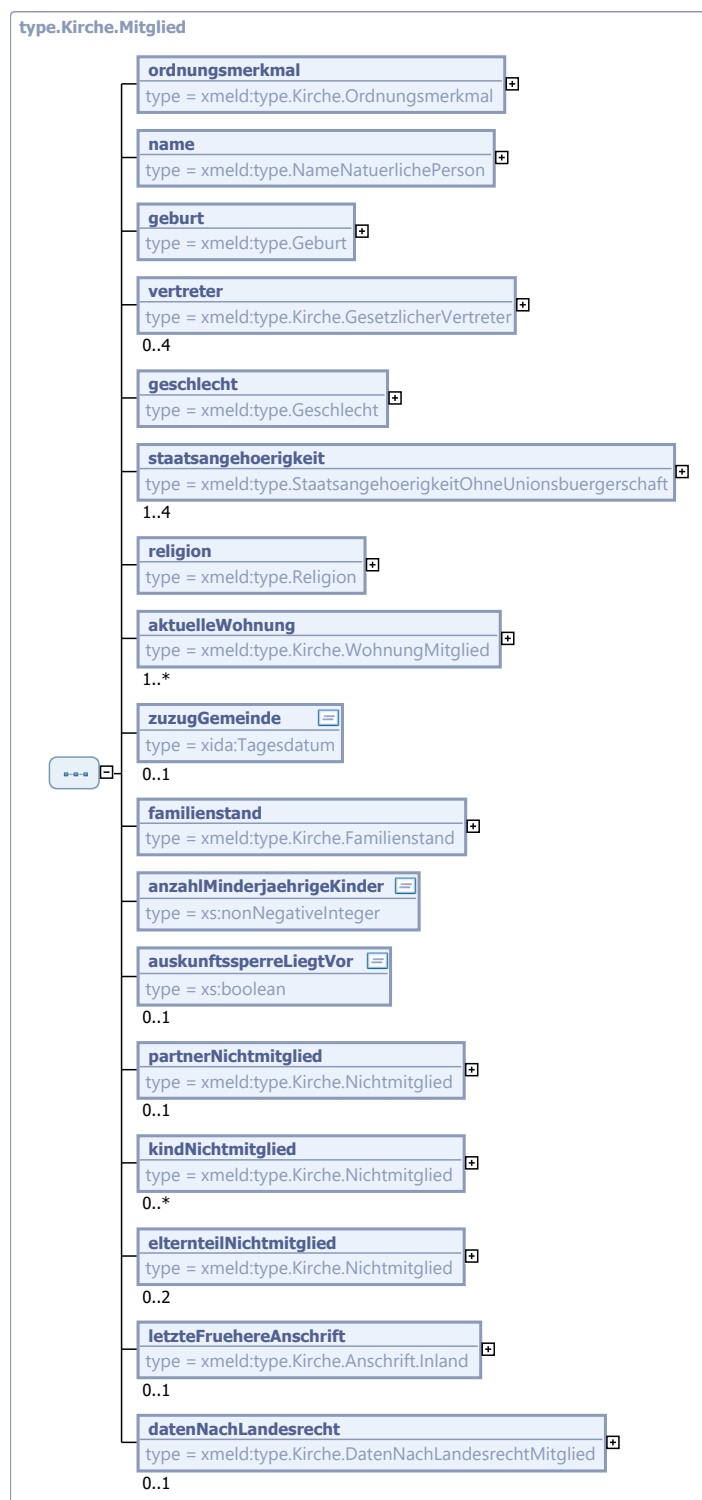 type.Kirche.Mitglied
ordnungsmerkmal
type = xmeld:type.Kirche.Ordnungsmerkmal
name
type = xmeld:type.NameNatuerlichePerson
geburt
type = xmeld:type.Geburt
vertreter
type = xmeld:type.Kirche.GesetzlicherVertreter
0..4
geschlecht
type = xmeld:type.Geschlecht
staatsangehoerigkeit
type = xmeld:type.StaatsangehoerigkeitOhneUnionsbuergerschaft
1..4
religion
type = xmeld:type.Religion
aktuelleWohnung
type = xmeld:type.Kirche.WohnungMitglied
1..*
zuzugGemeinde
type = xida:Tagesdatum
0..1
familienstand
type = xmeld:type.Kirche.Familienstand
anzahlMinderjaehrigeKinder
type = xs:nonNegativeInteger
auskunftssperreLiegtVor
type = xs:boolean
0..1
partnerNichtmitglied
type = xmeld:type.Kirche.Nichtmitglied
0..1
kindNichtmitglied
type = xmeld:type.Kirche.Nichtmitglied
0..*
elternteilNichtmitglied
type = xmeld:type.Kirche.Nichtmitglied
0..2
letzteFruehereAnschrift
type = xmeld:type.Kirche.Anschrift.Inland
0..1
datenNachLandesrecht
type = xmeld:type.Kirche.DatenNachLandesrechtMitglied
0..1